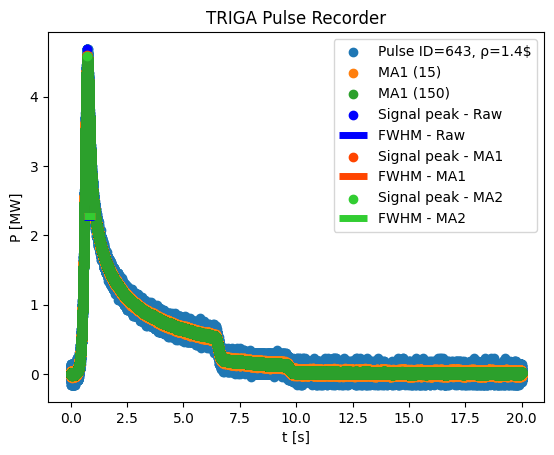 TRIGA Pulse Recorder
Pulse ID=643, ρ=1.4$
MA1 (15)
MA1 (150)
Signal peak - Raw
FWHM - Raw
Signal peak - MA1
FWHM - MA1
Signal peak - MA2
FWHM - MA2
P [MW]
4
3
2
1
0
0.0 2.5 5.0 7.5 10.0 12.5 15.0 17.5 20.0
t [s]